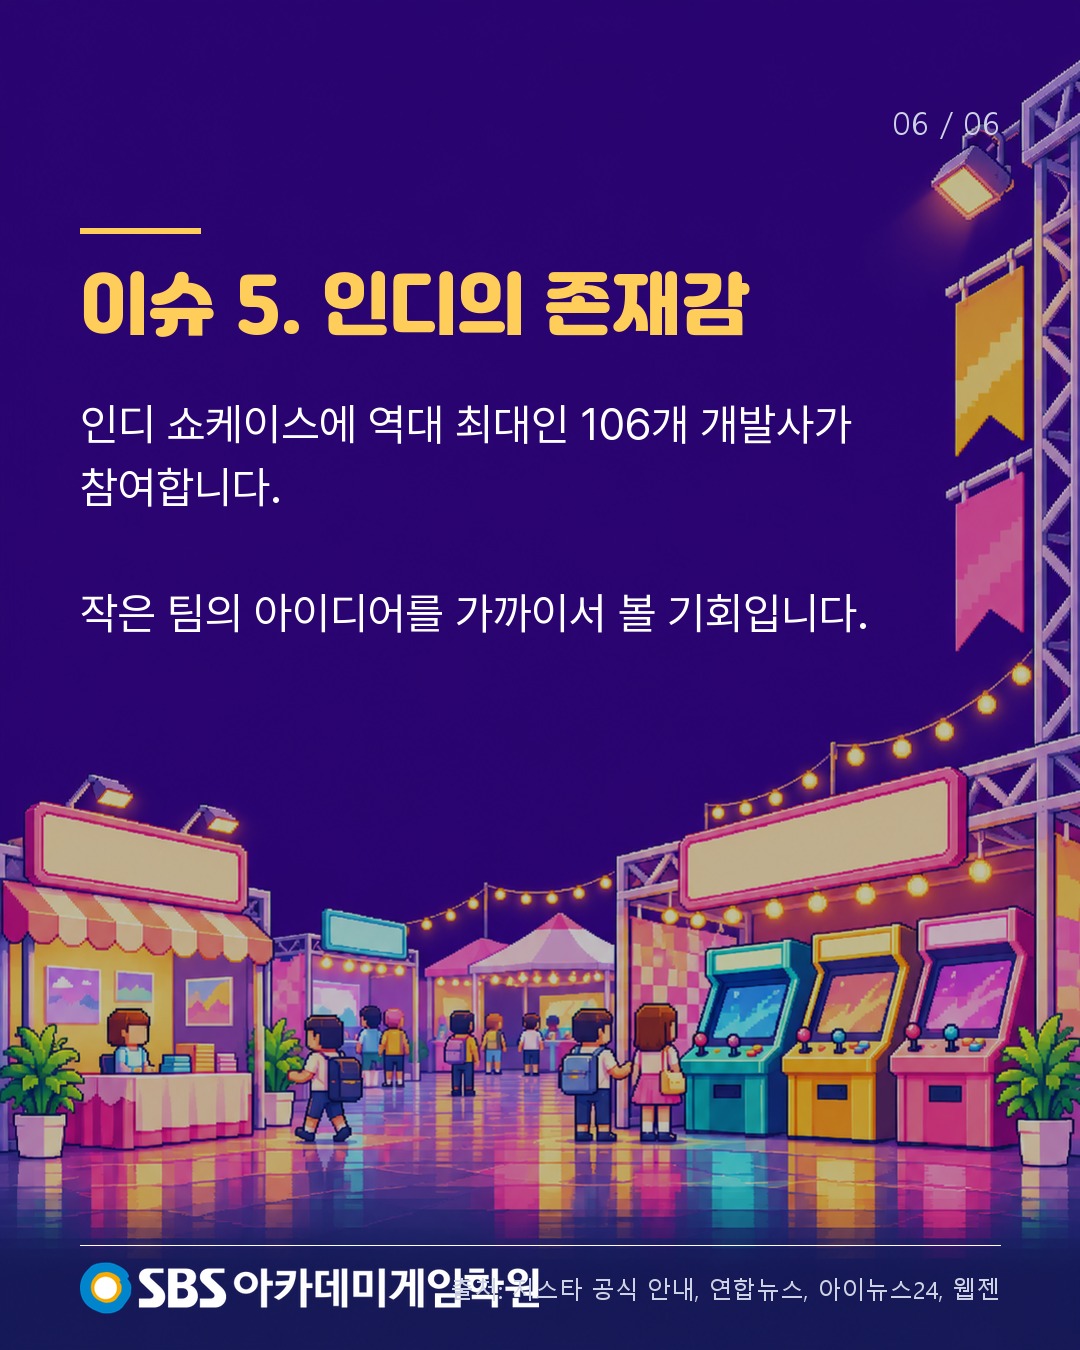 06 / 06
이슈 5. 인디의 존재감
인디 쇼케이스에 역대 최대인 106개 개발사가
참여합니다.
작은 팀의 아이디어를 가까이서 볼 기회입니다.
SBS 아카데미게임학원
출처: 지스타 공식 안내, 연합뉴스, 아이뉴스24, 웹젠